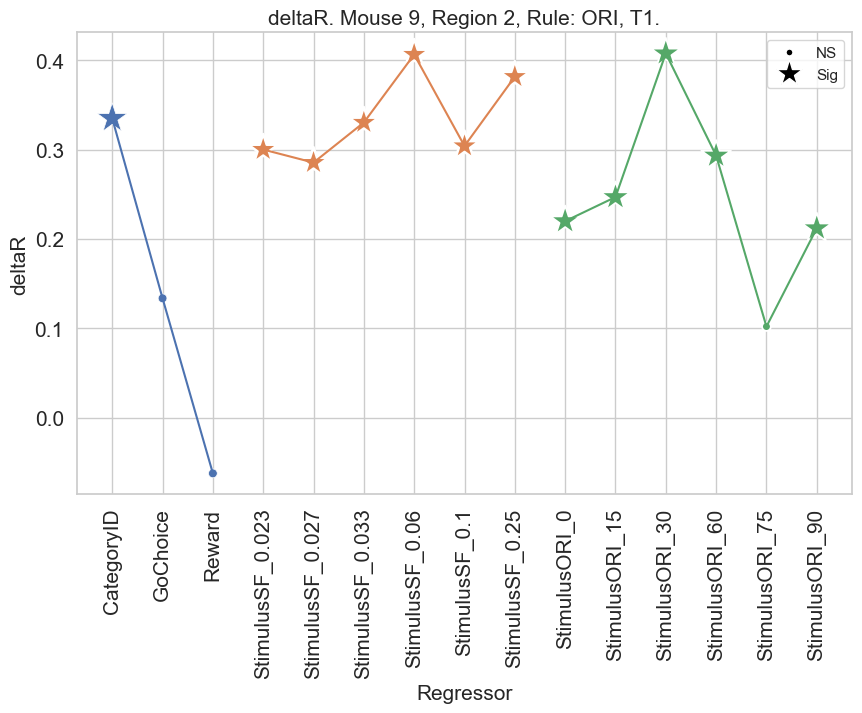 deltaR. Mouse 9, Region 2, Rule: ORI, T1.
NS
Sig
deltaR
0.4
0.3
0.2
0.1
0.0
CategoryID
GoChoice
Reward
StimulusSF_0.023
StimulusSF_0.027
StimulusSF_0.033
StimulusSF_0.06
StimulusSF_0.1
StimulusSF_0.25
StimulusORI_0
StimulusORI_15
StimulusORI_30
StimulusORI_60
StimulusORI_75
StimulusORI_90
Regressor